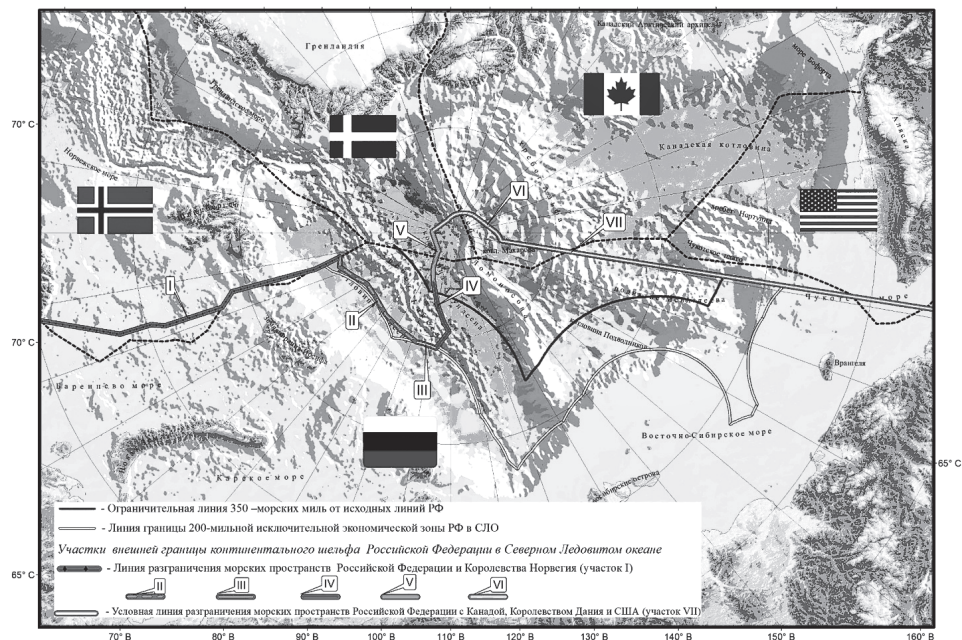 Гренландия
Канадский Арктический архипелаг
море Бофорта
Аляска
70° С
Норвежское море
Канадская котловина
VI
VII
V
I
IV
II
III
Чукотское море
70° С
Баренцево море
о. Врангеля
Восточно-Сибирское море
65° С
Карское море
- Ограничительная линия 350 –морских миль от исходных линий РФ
- Линия границы 200-мильной исключительной экономической зоны РФ в СЛО
Участки внешней границы континентального шельфа Российской Федерации в Северном Ледовитом океане
- Линия разграничения морских пространств Российской Федерации и Королевства Норвегия (участок I)
II III IV V VI
65° С
- Условная линия разграничения морских пространств Российской Федерации с Канадой, Королевством Дания и США (участок VII)
70° В 80° В 90° В 100° В 110° В 120° В 130° В 140° В 150° В 160° В